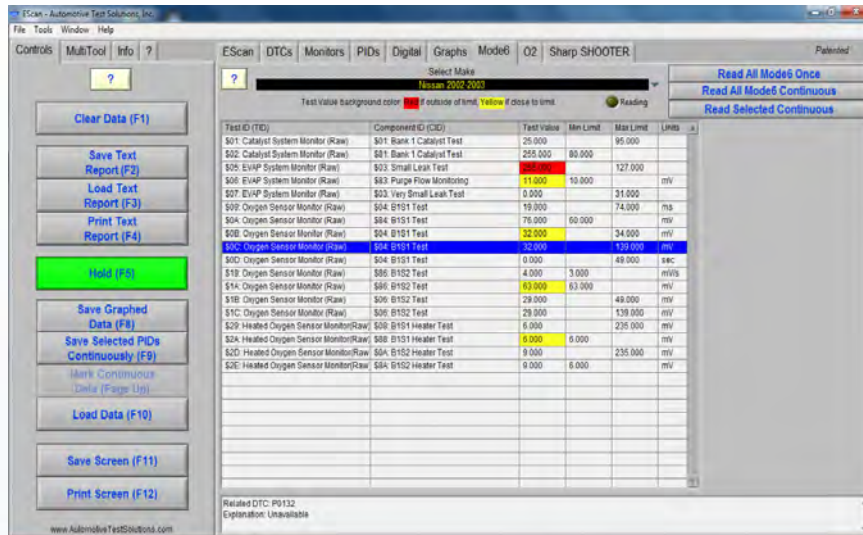 EScan - Automotive Test Solutions, Inc.
File Tools Window Help
Controls MultiTool Info ?
EScan DTCs Monitors PIDs Digital Graphs Mode6 O2 Sharp SHOOTER Patented
?
Clear Data (F1)
Save Text
Report (F2)
Load Text
Report (F3)
Print Text
Report (F4)
Hold (F5)
Save Graphed
Data (F8)
Save Selected PIDs
Continuously (F9)
Mark Continuous
Data (Page Up)
Load Data (F10)
Save Screen (F11)
Print Screen (F12)
www.AutomotiveTestSolutions.com
?
Select Make
Nissan 2002-2003
Test Value background color: Red if outside of limit, Yellow if close to limit.
Reading
Read All Mode6 Once
Read All Mode6 Continuous
Read Selected Continuous
Test ID (TID) Component ID (CID) Test Value Min Limit Max Limit Units
$01: Catalyst System Monitor (Raw) $01: Bank 1 Catalyst Test 25.000 95.000
$02: Catalyst System Monitor (Raw) $81: Bank 1 Catalyst Test 255.000 80.000
$05: EVAP System Monitor (Raw) $03: Small Leak Test 255.000 127.000
$06: EVAP System Monitor (Raw) $83: Purge Flow Monitoring 11.000 10.000 mV
$07: EVAP System Monitor (Raw) $03: Very Small Leak Test 0.000 31.000
$09: Oxygen Sensor Monitor (Raw) $04: B1S1 Test 19.000 74.000 ms
$0A: Oxygen Sensor Monitor (Raw) $84: B1S1 Test 76.000 60.000 mV
$0B: Oxygen Sensor Monitor (Raw) $04: B1S1 Test 32.000 34.000 mV
$0C: Oxygen Sensor Monitor (Raw) $04: B1S1 Test 32.000 139.000 mV
$0D: Oxygen Sensor Monitor (Raw) $04: B1S1 Test 0.000 49.000 sec
$19: Oxygen Sensor Monitor (Raw) $86: B1S2 Test 4.000 3.000 mV/s
$1A: Oxygen Sensor Monitor (Raw) $86: B1S2 Test 63.000 63.000 mV
$1B: Oxygen Sensor Monitor (Raw) $06: B1S2 Test 29.000 49.000 mV
$1C: Oxygen Sensor Monitor (Raw) $06: B1S2 Test 29.000 139.000 mV
$29: Heated Oxygen Sensor Monitor(Raw) $08: B1S1 Heater Test 6.000 235.000 mV
$2A: Heated Oxygen Sensor Monitor(Raw) $88: B1S1 Heater Test 6.000 6.000 mV
$2D: Heated Oxygen Sensor Monitor(Raw) $0A: B1S2 Heater Test 9.000 235.000 mV
$2E: Heated Oxygen Sensor Monitor(Raw) $8A: B1S2 Heater Test 9.000 6.000 mV
Related DTC: P0132
Explanation: Unavailable